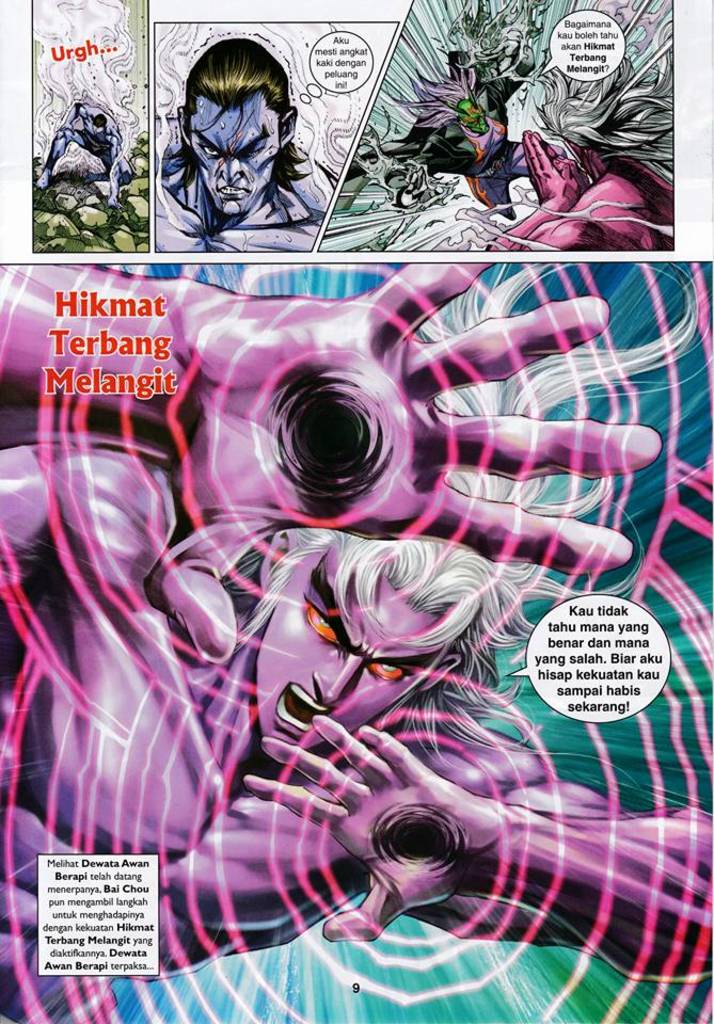 Urgh...
Aku
mesti angkat
kaki dengan
peluang
ini!
Bagaimana
kau boleh tahu
akan Hikmat
Terbang
Melangit?
Hikmat
Terbang
Melangit
Kau tidak
tahu mana yang
benar dan mana
yang salah. Biar aku
hisap kekuatan kau
sampai habis
sekarang!
Melihat Dewata Awan
Berapi telah datang
menerpanya, Bai Chou
pun mengambil langkah
untuk menghadapinya
dengan kekuatan Hikmat
Terbang Melangit yang
diaktifkannya. Dewata
Awan Berapi terpaksa...
9